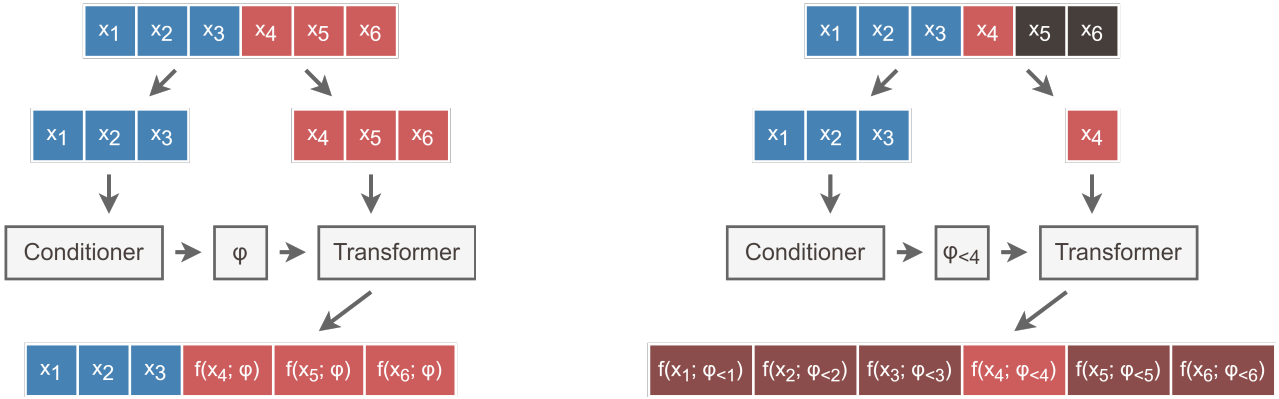 x₁ x₂ x₃ x₄ x₅ x₆
x₁ x₂ x₃
x₄ x₅ x₆
Conditioner
φ
Transformer
x₁ x₂ x₃ f(x₄; φ) f(x₅; φ) f(x₆; φ)
x₁ x₂ x₃ x₄ x₅ x₆
x₁ x₂ x₃
x₄
Conditioner
φ<₄
Transformer
f(x₁; φ<₁) f(x₂; φ<₂) f(x₃; φ<₃) f(x₄; φ<₄) f(x₅; φ<₅) f(x₆; φ<₆)